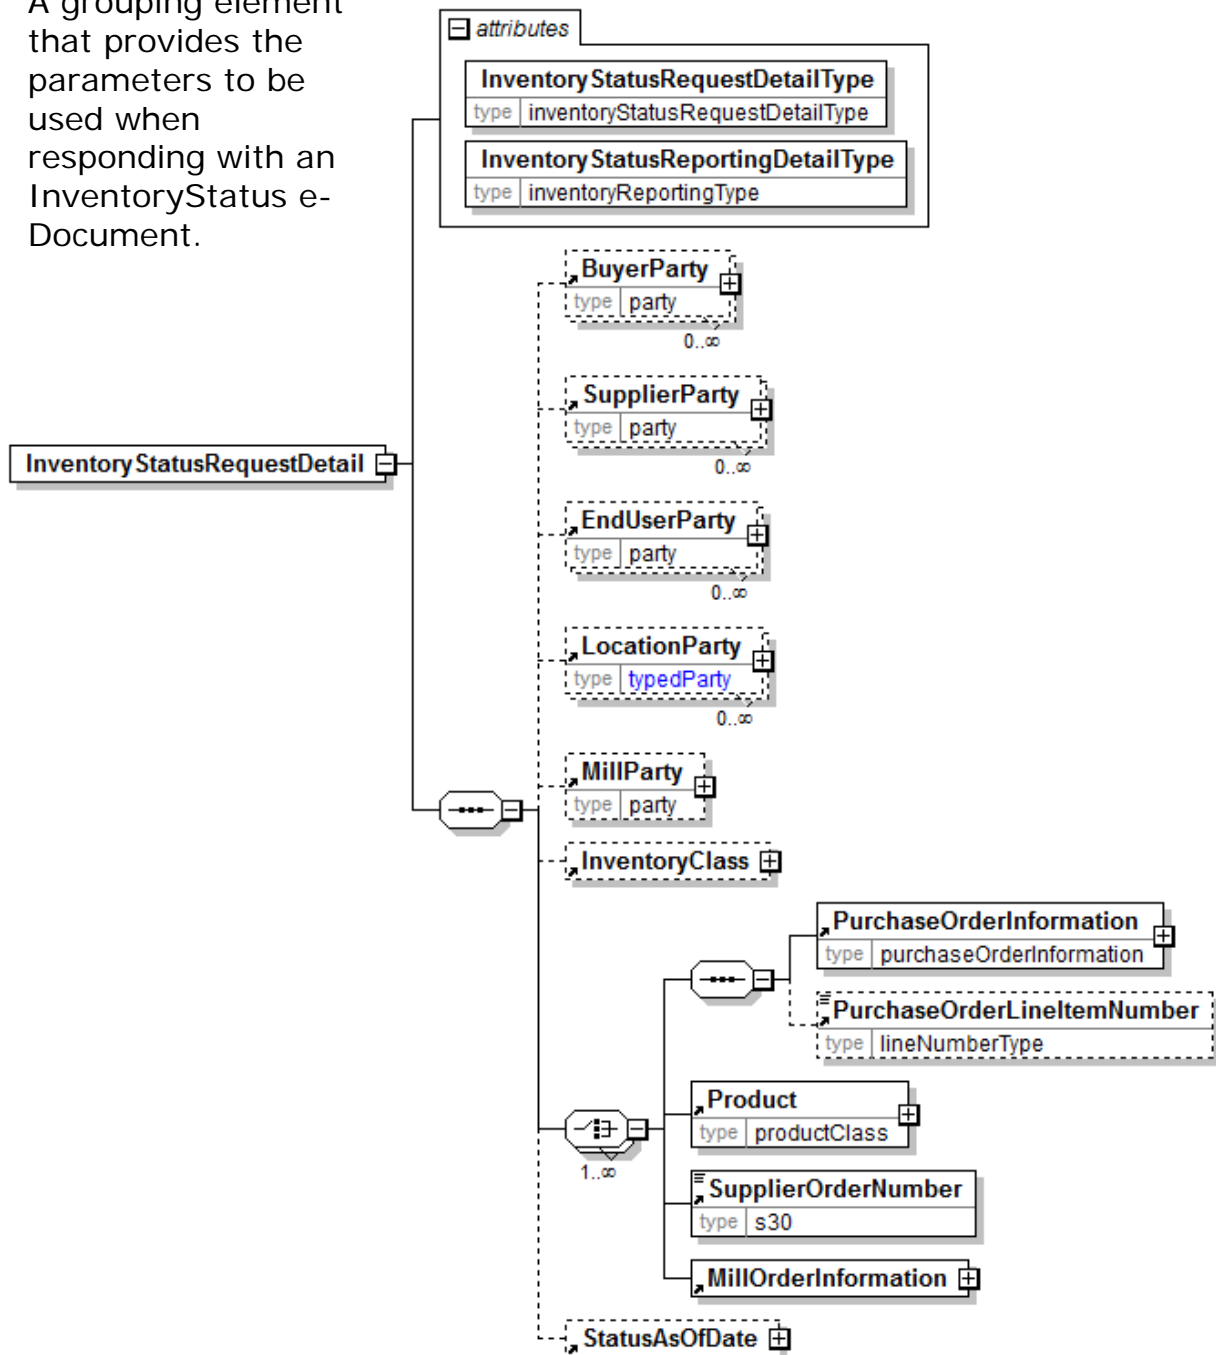 A grouping element
that provides the
parameters to be
used when
responding with an
InventoryStatus e-
Document.
attributes
InventoryStatusRequestDetailType
type inventoryStatusRequestDetailType
InventoryStatusReportingDetailType
type inventoryReportingType
BuyerParty
type party
0..∞
SupplierParty
type party
0..∞
InventoryStatusRequestDetail
EndUserParty
type party
0..∞
LocationParty
type typedParty
0..∞
MillParty
type party
InventoryClass
PurchaseOrderInformation
type purchaseOrderInformation
PurchaseOrderLineItemNumber
type lineNumberType
Product
type productClass
1..∞
SupplierOrderNumber
type s30
MillOrderInformation
StatusAsOfDate